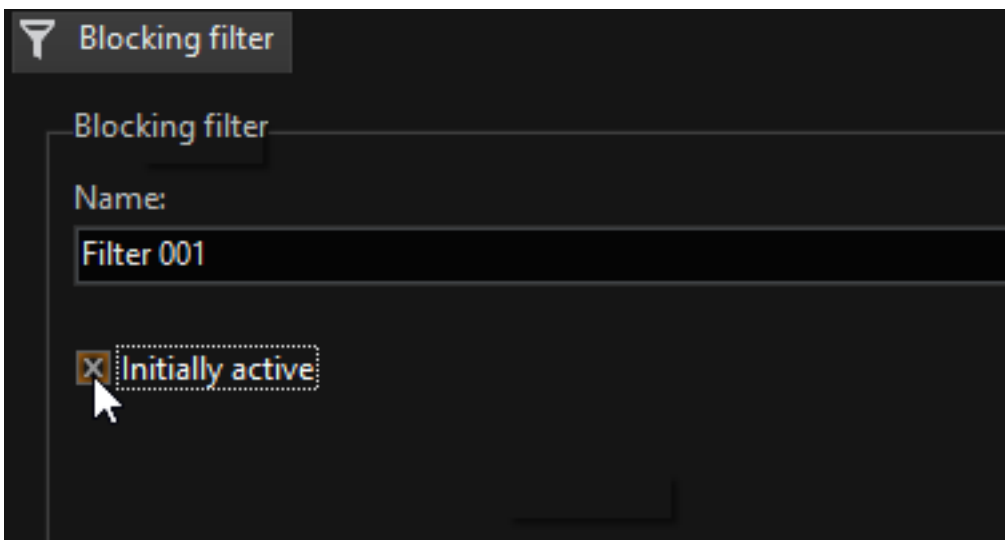 Blocking filter
Blocking filter
Name:
Filter 001
Initially active